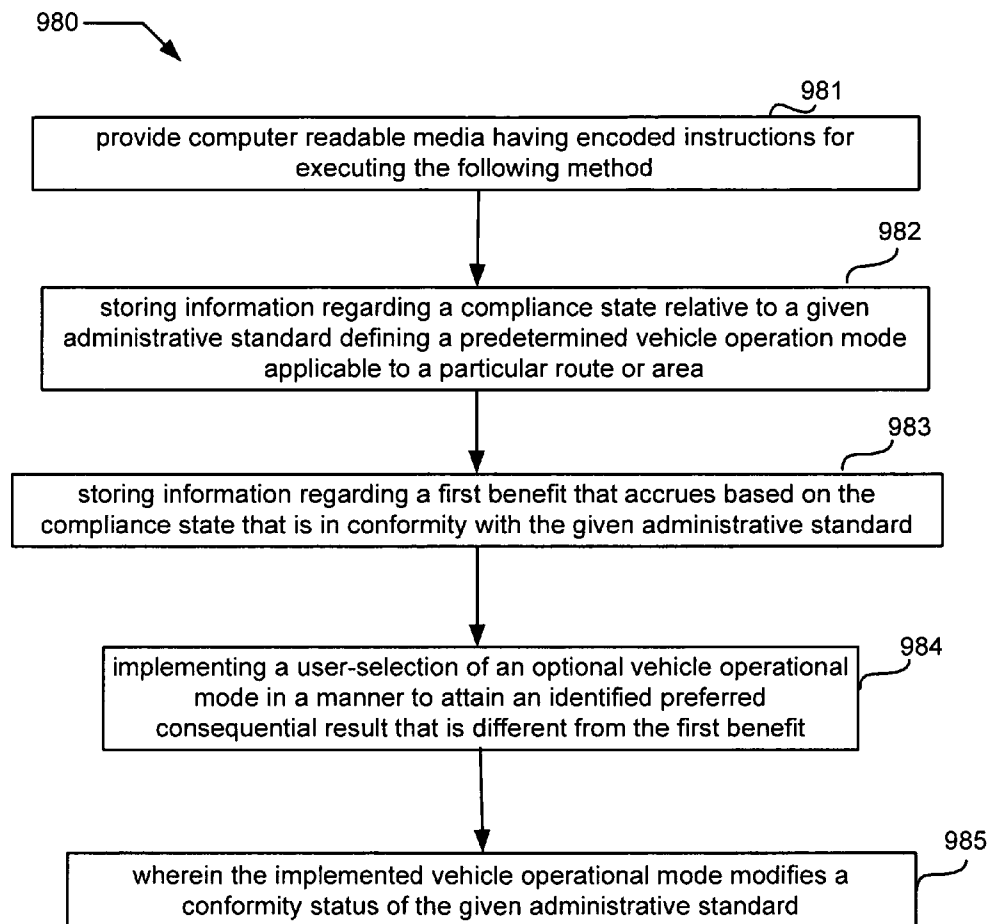 980
981
provide computer readable media having encoded instructions for
executing the following method
982
storing information regarding a compliance state relative to a given
administrative standard defining a predetermined vehicle operation mode
applicable to a particular route or area
983
storing information regarding a first benefit that accrues based on the
compliance state that is in conformity with the given administrative standard
984
implementing a user-selection of an optional vehicle operational
mode in a manner to attain an identified preferred
consequential result that is different from the first benefit
985
wherein the implemented vehicle operational mode modifies a
conformity status of the given administrative standard